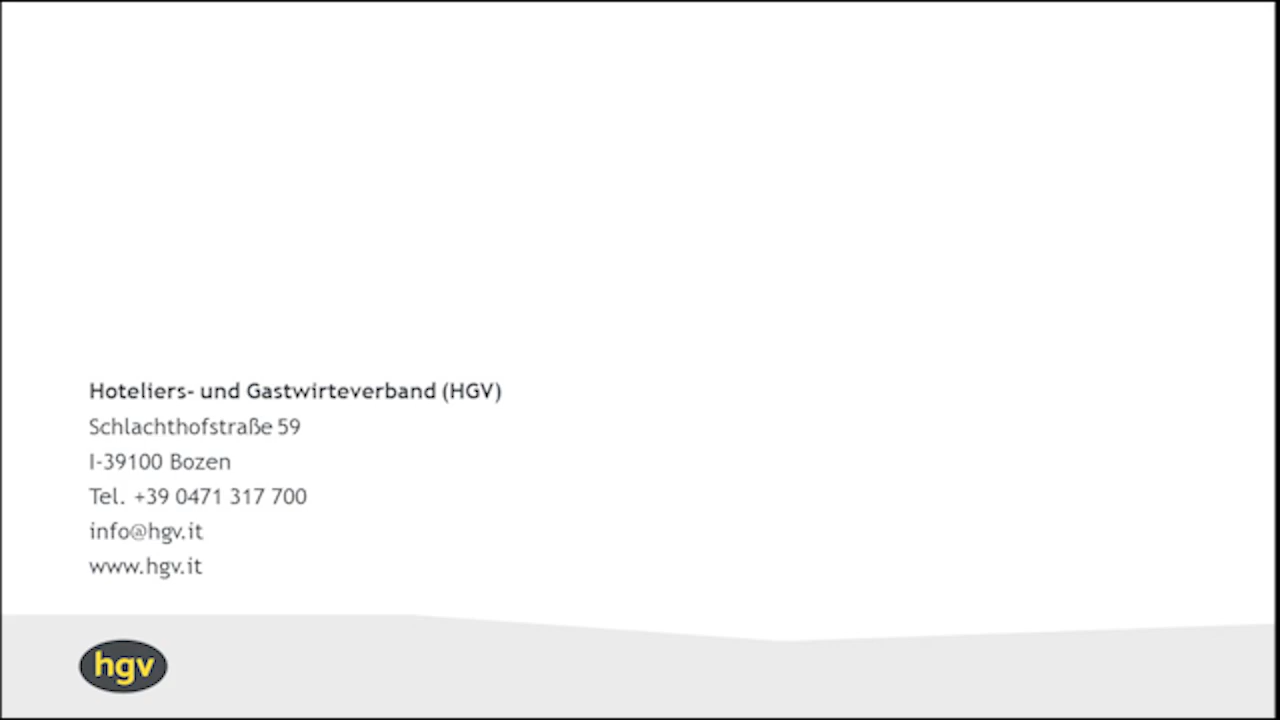 Hoteliers- und Gastwirteverband (HGV)
Schlachthofstraße 59
I-39100 Bozen
Tel. +39 0471 317 700
info@hgv.it
www.hgv.it
hgv